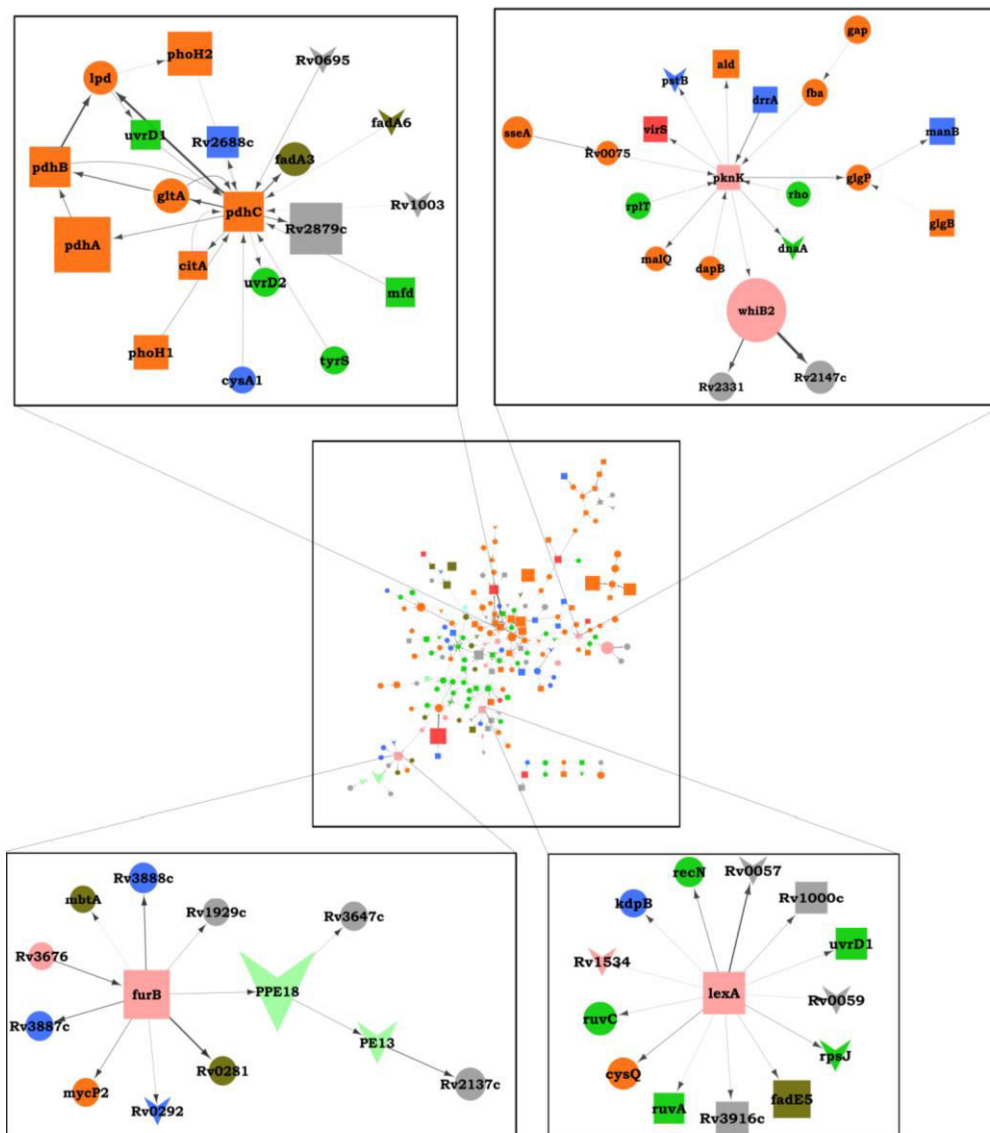 phoH2
Rv0695
lpd
fadA6
uvrD1
Rv2688c
fadA3
pdhB
gltA
Rv1003
pdhC
Rv2879c
pdhA
citA
uvrD2
mfd
phoH1
tyrS
cysA1
gap
ald
pstB
drrA
fba
virS
manB
sseA
Rv0075
pknK
glgP
rplT
rho
glgB
dnaA
malQ
dapB
whiB2
Rv2331
Rv2147c
Rv3888c
mbtA
Rv1929c
Rv3647c
Rv3676
furB
PPE18
Rv3887c
PE13
Rv0281
Rv2137c
mycP2
Rv0292
recN
Rv0057
kdpB
Rv1000c
uvrD1
Rv1534
lexA
Rv0059
ruvC
rpsJ
cysQ
fadE5
ruvA
Rv3916c